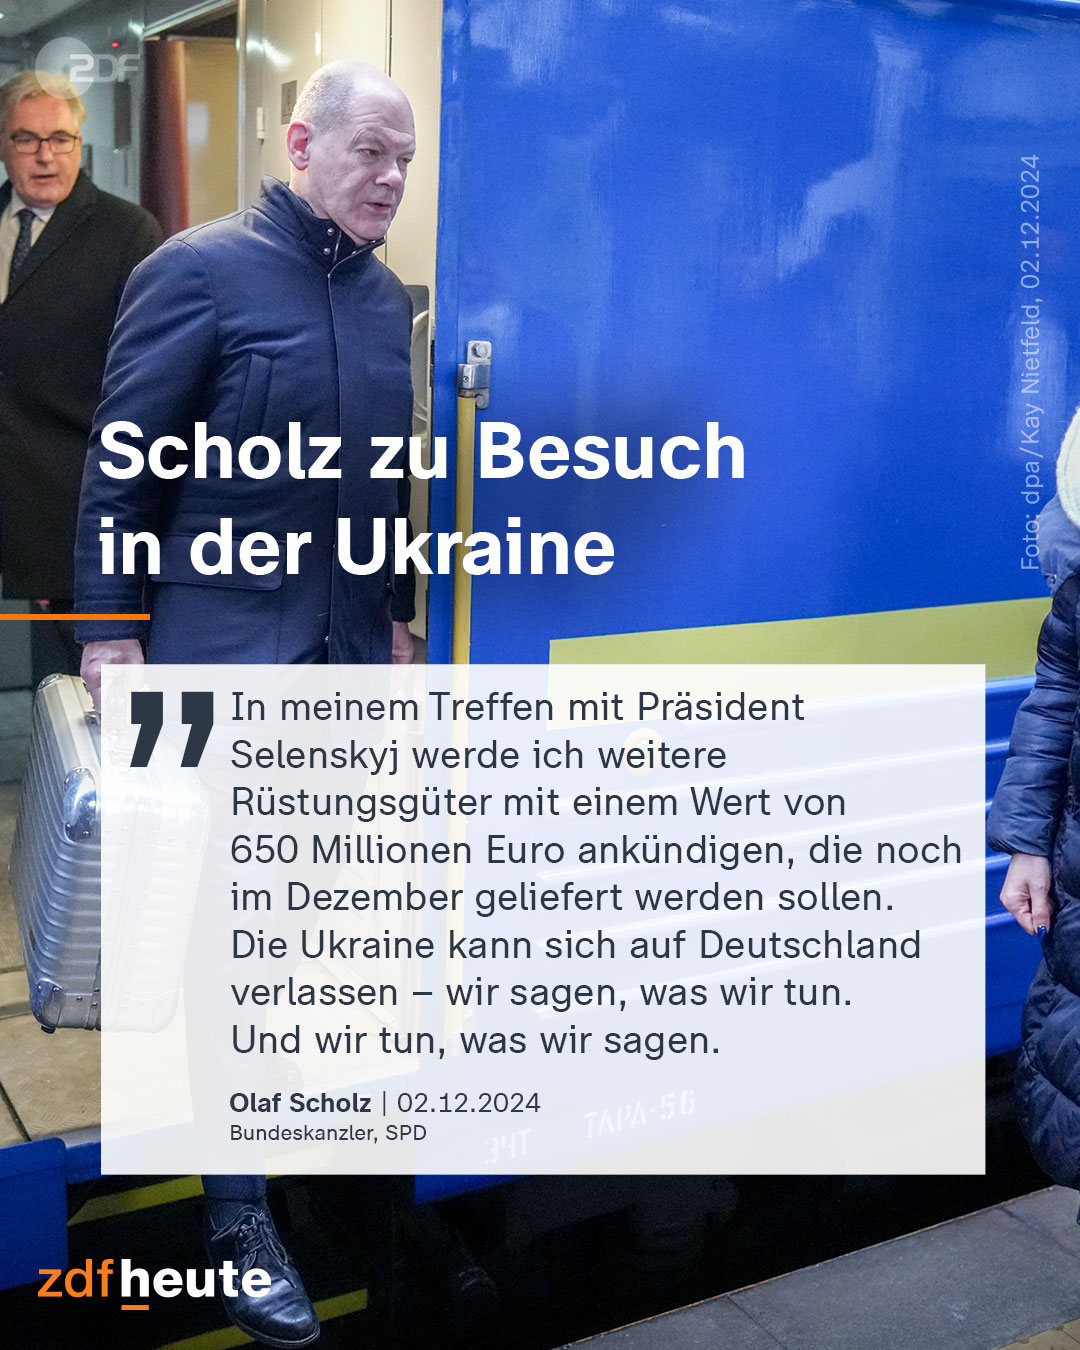 ZDF
Foto: dpa/Kay Nietfeld, 02.12.2024
Scholz zu Besuch
in der Ukraine
” In meinem Treffen mit Präsident
Selenskyj werde ich weitere
Rüstungsgüter mit einem Wert von
650 Millionen Euro ankündigen, die noch
im Dezember geliefert werden sollen.
Die Ukraine kann sich auf Deutschland
verlassen – wir sagen, was wir tun.
Und wir tun, was wir sagen.
Olaf Scholz | 02.12.2024
Bundeskanzler, SPD
ТАРА-56
ЭЧТ
zdfheute